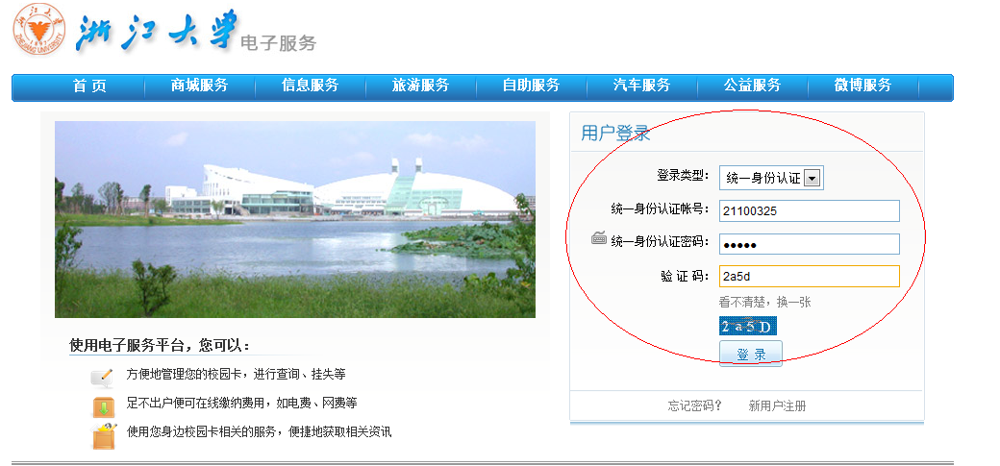 浙江大学 电子服务
ZHEJIANG UNIVERSITY
首 页 商城服务 信息服务 旅游服务 自助服务 汽车服务 公益服务 微博服务
用户登录
登录类型： 统一身份认证
统一身份认证帐号： 21100325
统一身份认证密码： ●●●●●
验 证 码： 2a5d
看不清楚，换一张
2a5D
登 录
忘记密码？ 新用户注册
使用电子服务平台，您可以：
方便地管理您的校园卡，进行查询、挂失等
足不出户便可在线缴纳费用，如电费、网费等
使用您身边校园卡相关的服务，便捷地获取相关资讯